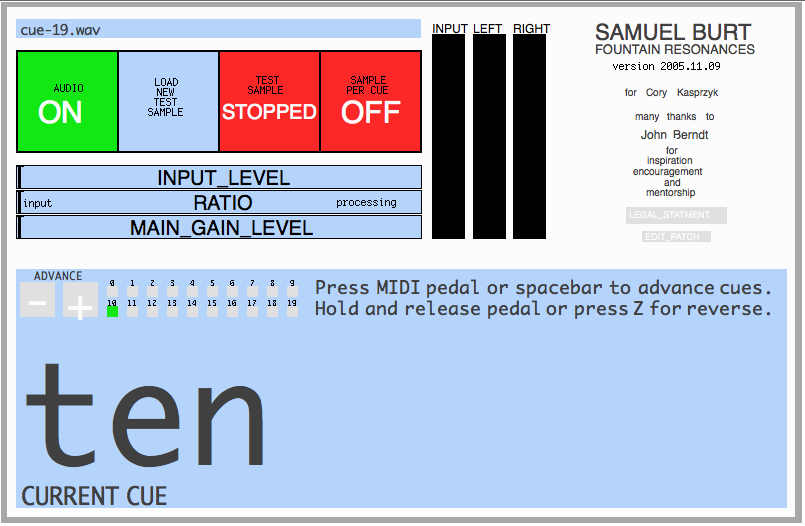 cue-19.wav
INPUT LEFT RIGHT
AUDIO
ON
LOAD
NEW
TEST
SAMPLE
TEST
SAMPLE
STOPPED
SAMPLE
PER CUE
OFF
INPUT_LEVEL
input RATIO processing
MAIN_GAIN_LEVEL
SAMUEL BURT
FOUNTAIN RESONANCES
version 2005.11.09
for Cory Kasprzyk
many thanks to
John Berndt
for
inspiration
encouragement
and
mentorship
LEGAL_STATMENT
EDIT_PATCH
ADVANCE
- +
0 1 2 3 4 5 6 7 8 9
10 11 12 13 14 15 16 17 18 19
Press MIDI pedal or spacebar to advance cues.
Hold and release pedal or press Z for reverse.
ten
CURRENT CUE